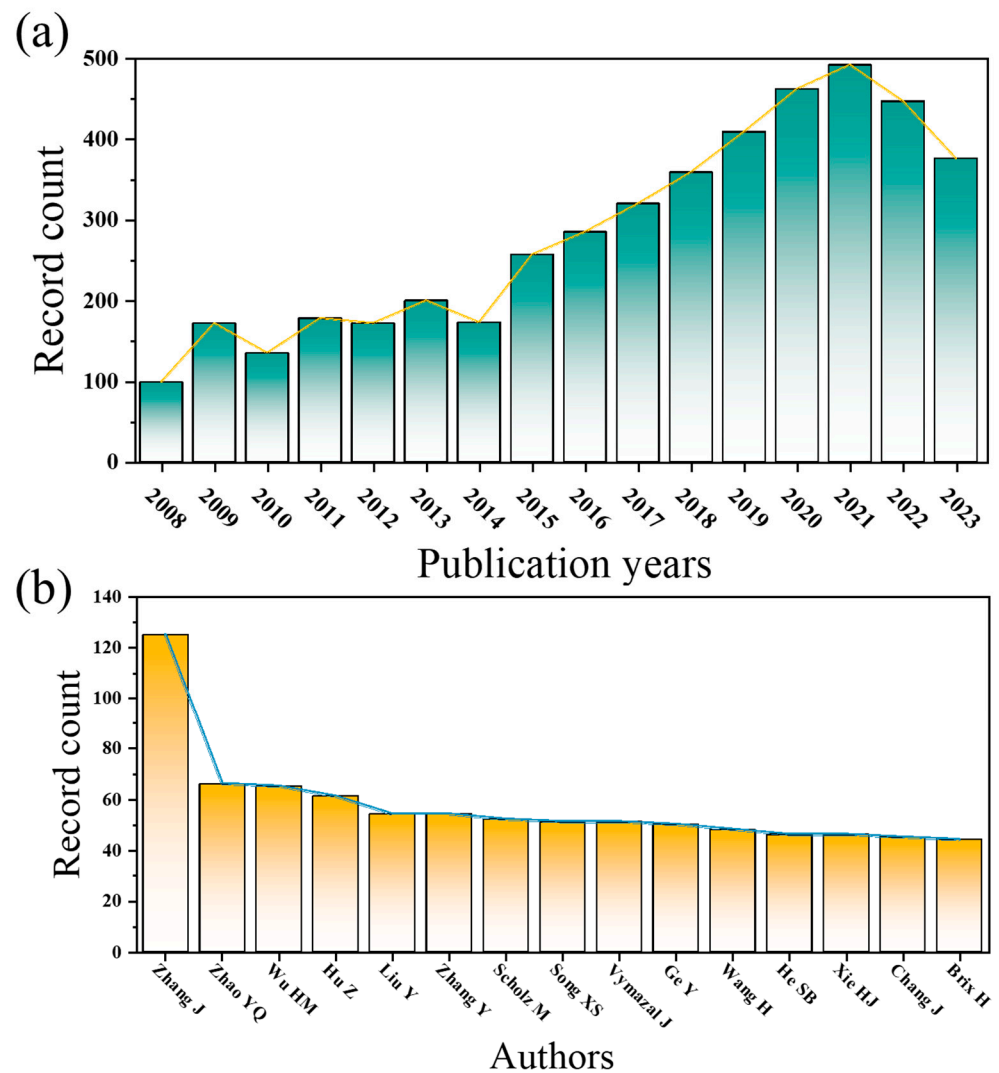 (a)
500
400
300
200
100
0
Record count
2008 2009 2010 2011 2012 2013 2014 2015 2016 2017 2018 2019 2020 2021 2022 2023
Publication years
(b)
140
120
100
80
60
40
20
0
Record count
Zhang J Zhao YQ Wu HM Hu Z Liu Y Zhang Y Scholz M Song XS Vymazal J Ge Y Wang H He SB Xie HJ Chang J Brix H
Authors